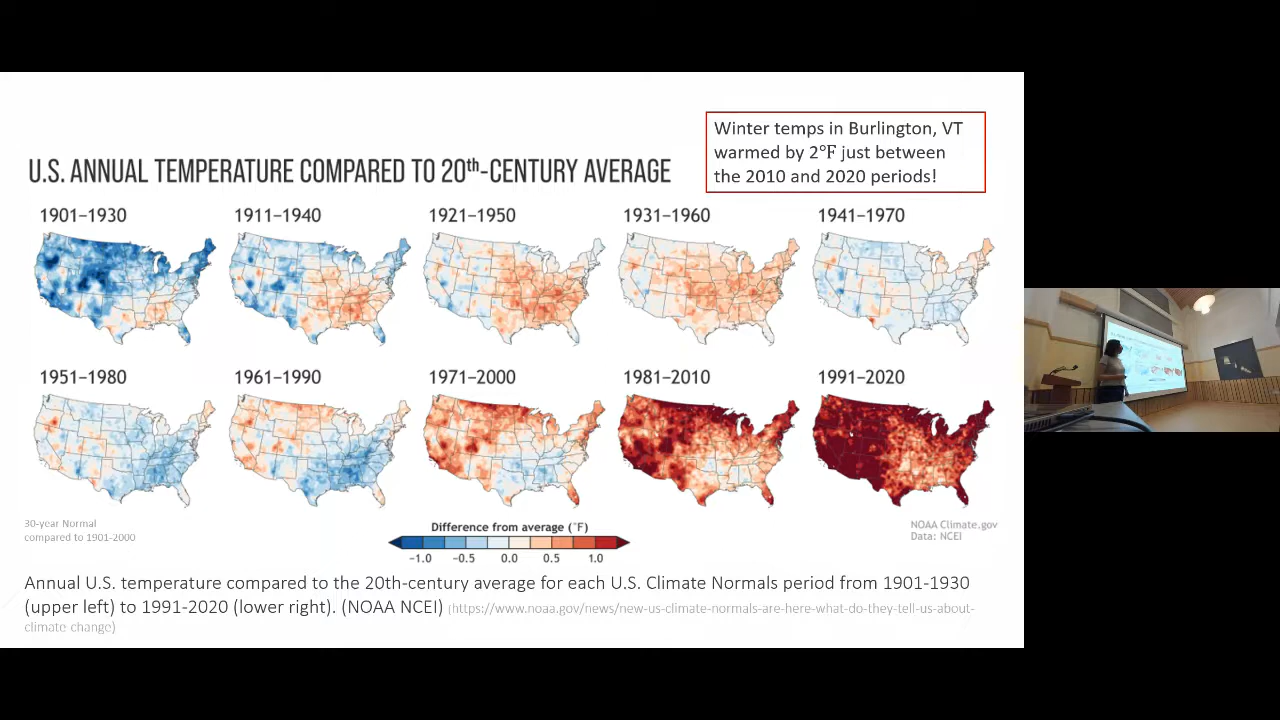 Winter temps in Burlington, VT
warmed by 2°F just between
the 2010 and 2020 periods!
U.S. ANNUAL TEMPERATURE COMPARED TO 20th-CENTURY AVERAGE
1901–1930 1911–1940 1921–1950 1931–1960 1941–1970
1951–1980 1961–1990 1971–2000 1981–2010 1991–2020
30-year Normal
compared to 1901-2000
Difference from average (°F)
-1.0 -0.5 0.0 0.5 1.0
NOAA Climate.gov
Data: NCEI
Annual U.S. temperature compared to the 20th-century average for each U.S. Climate Normals period from 1901-1930
(upper left) to 1991-2020 (lower right). (NOAA NCEI) (https://www.noaa.gov/news/new-us-climate-normals-are-here-what-do-they-tell-us-about-
climate change)